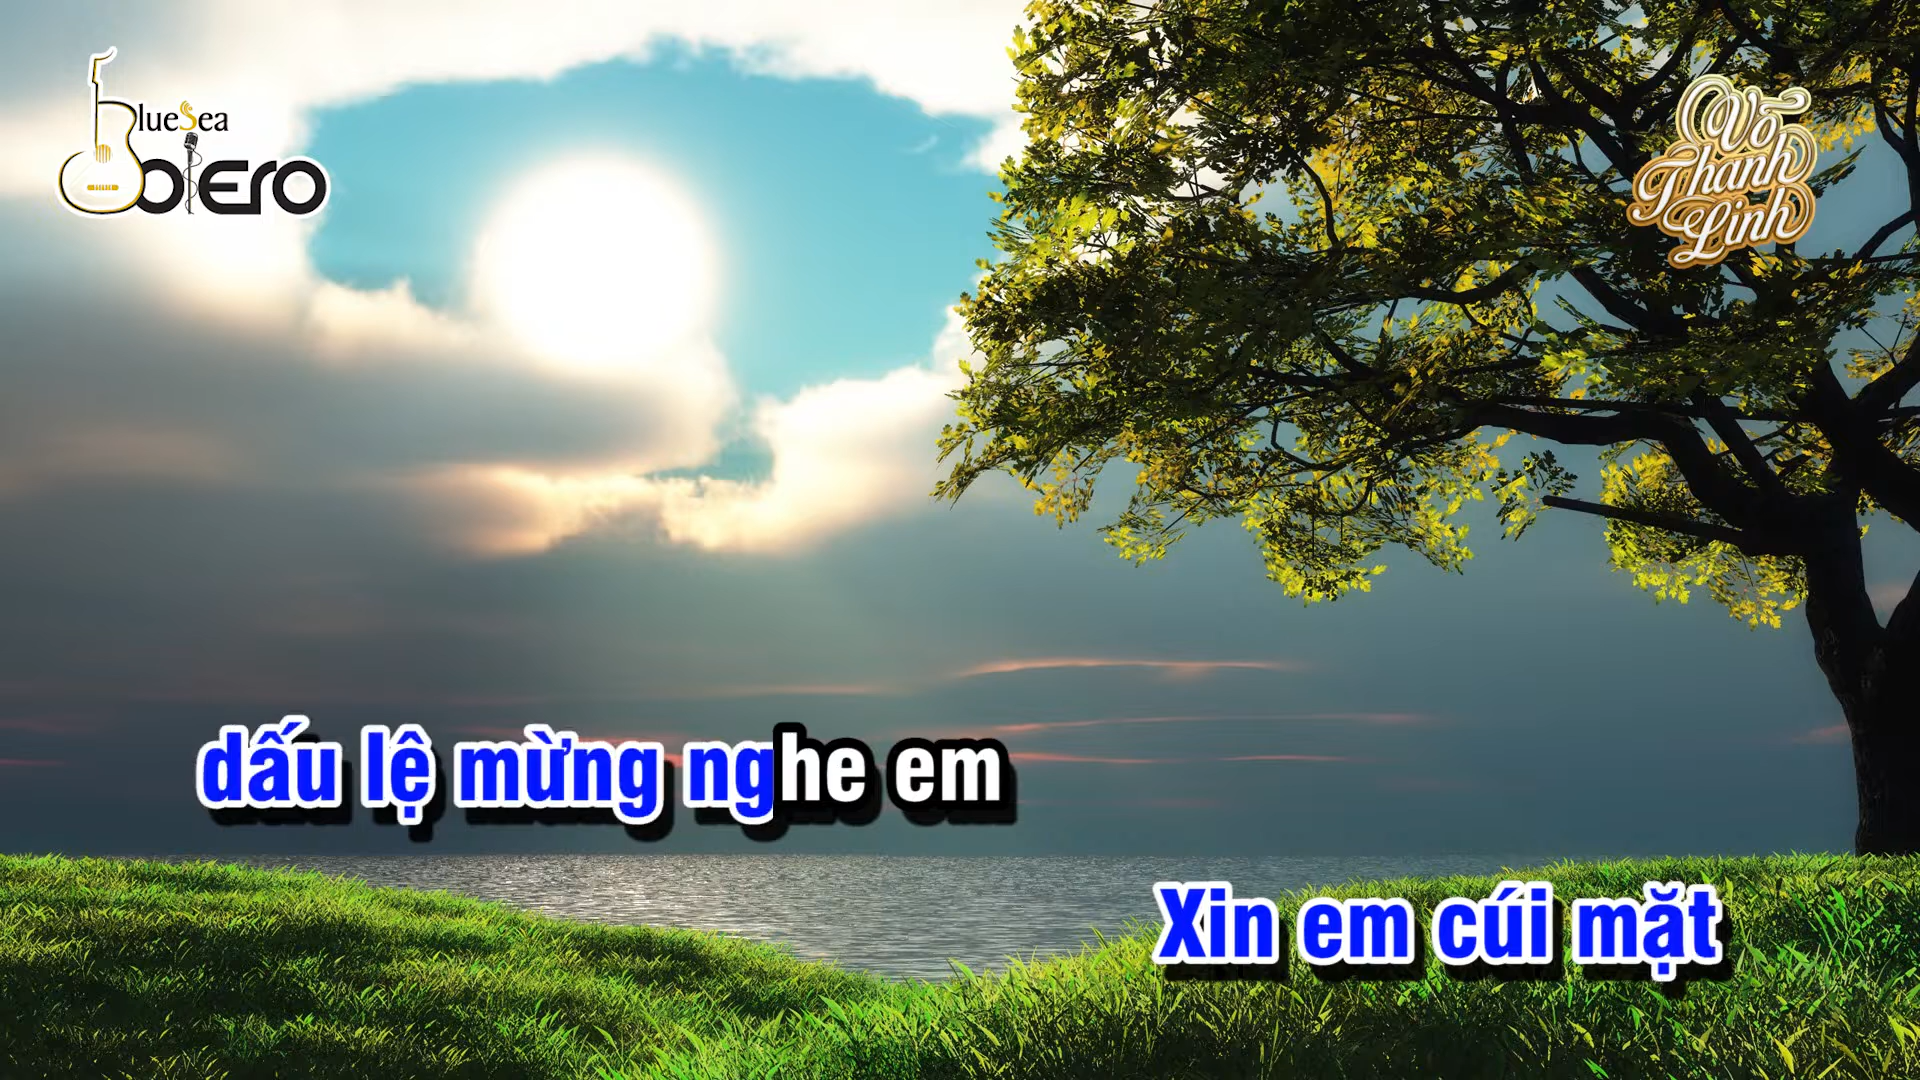 BlueSea
Bolero
Võ
Thanh
Linh
dấu lệ mừng nghe em
Xin em cúi mặt